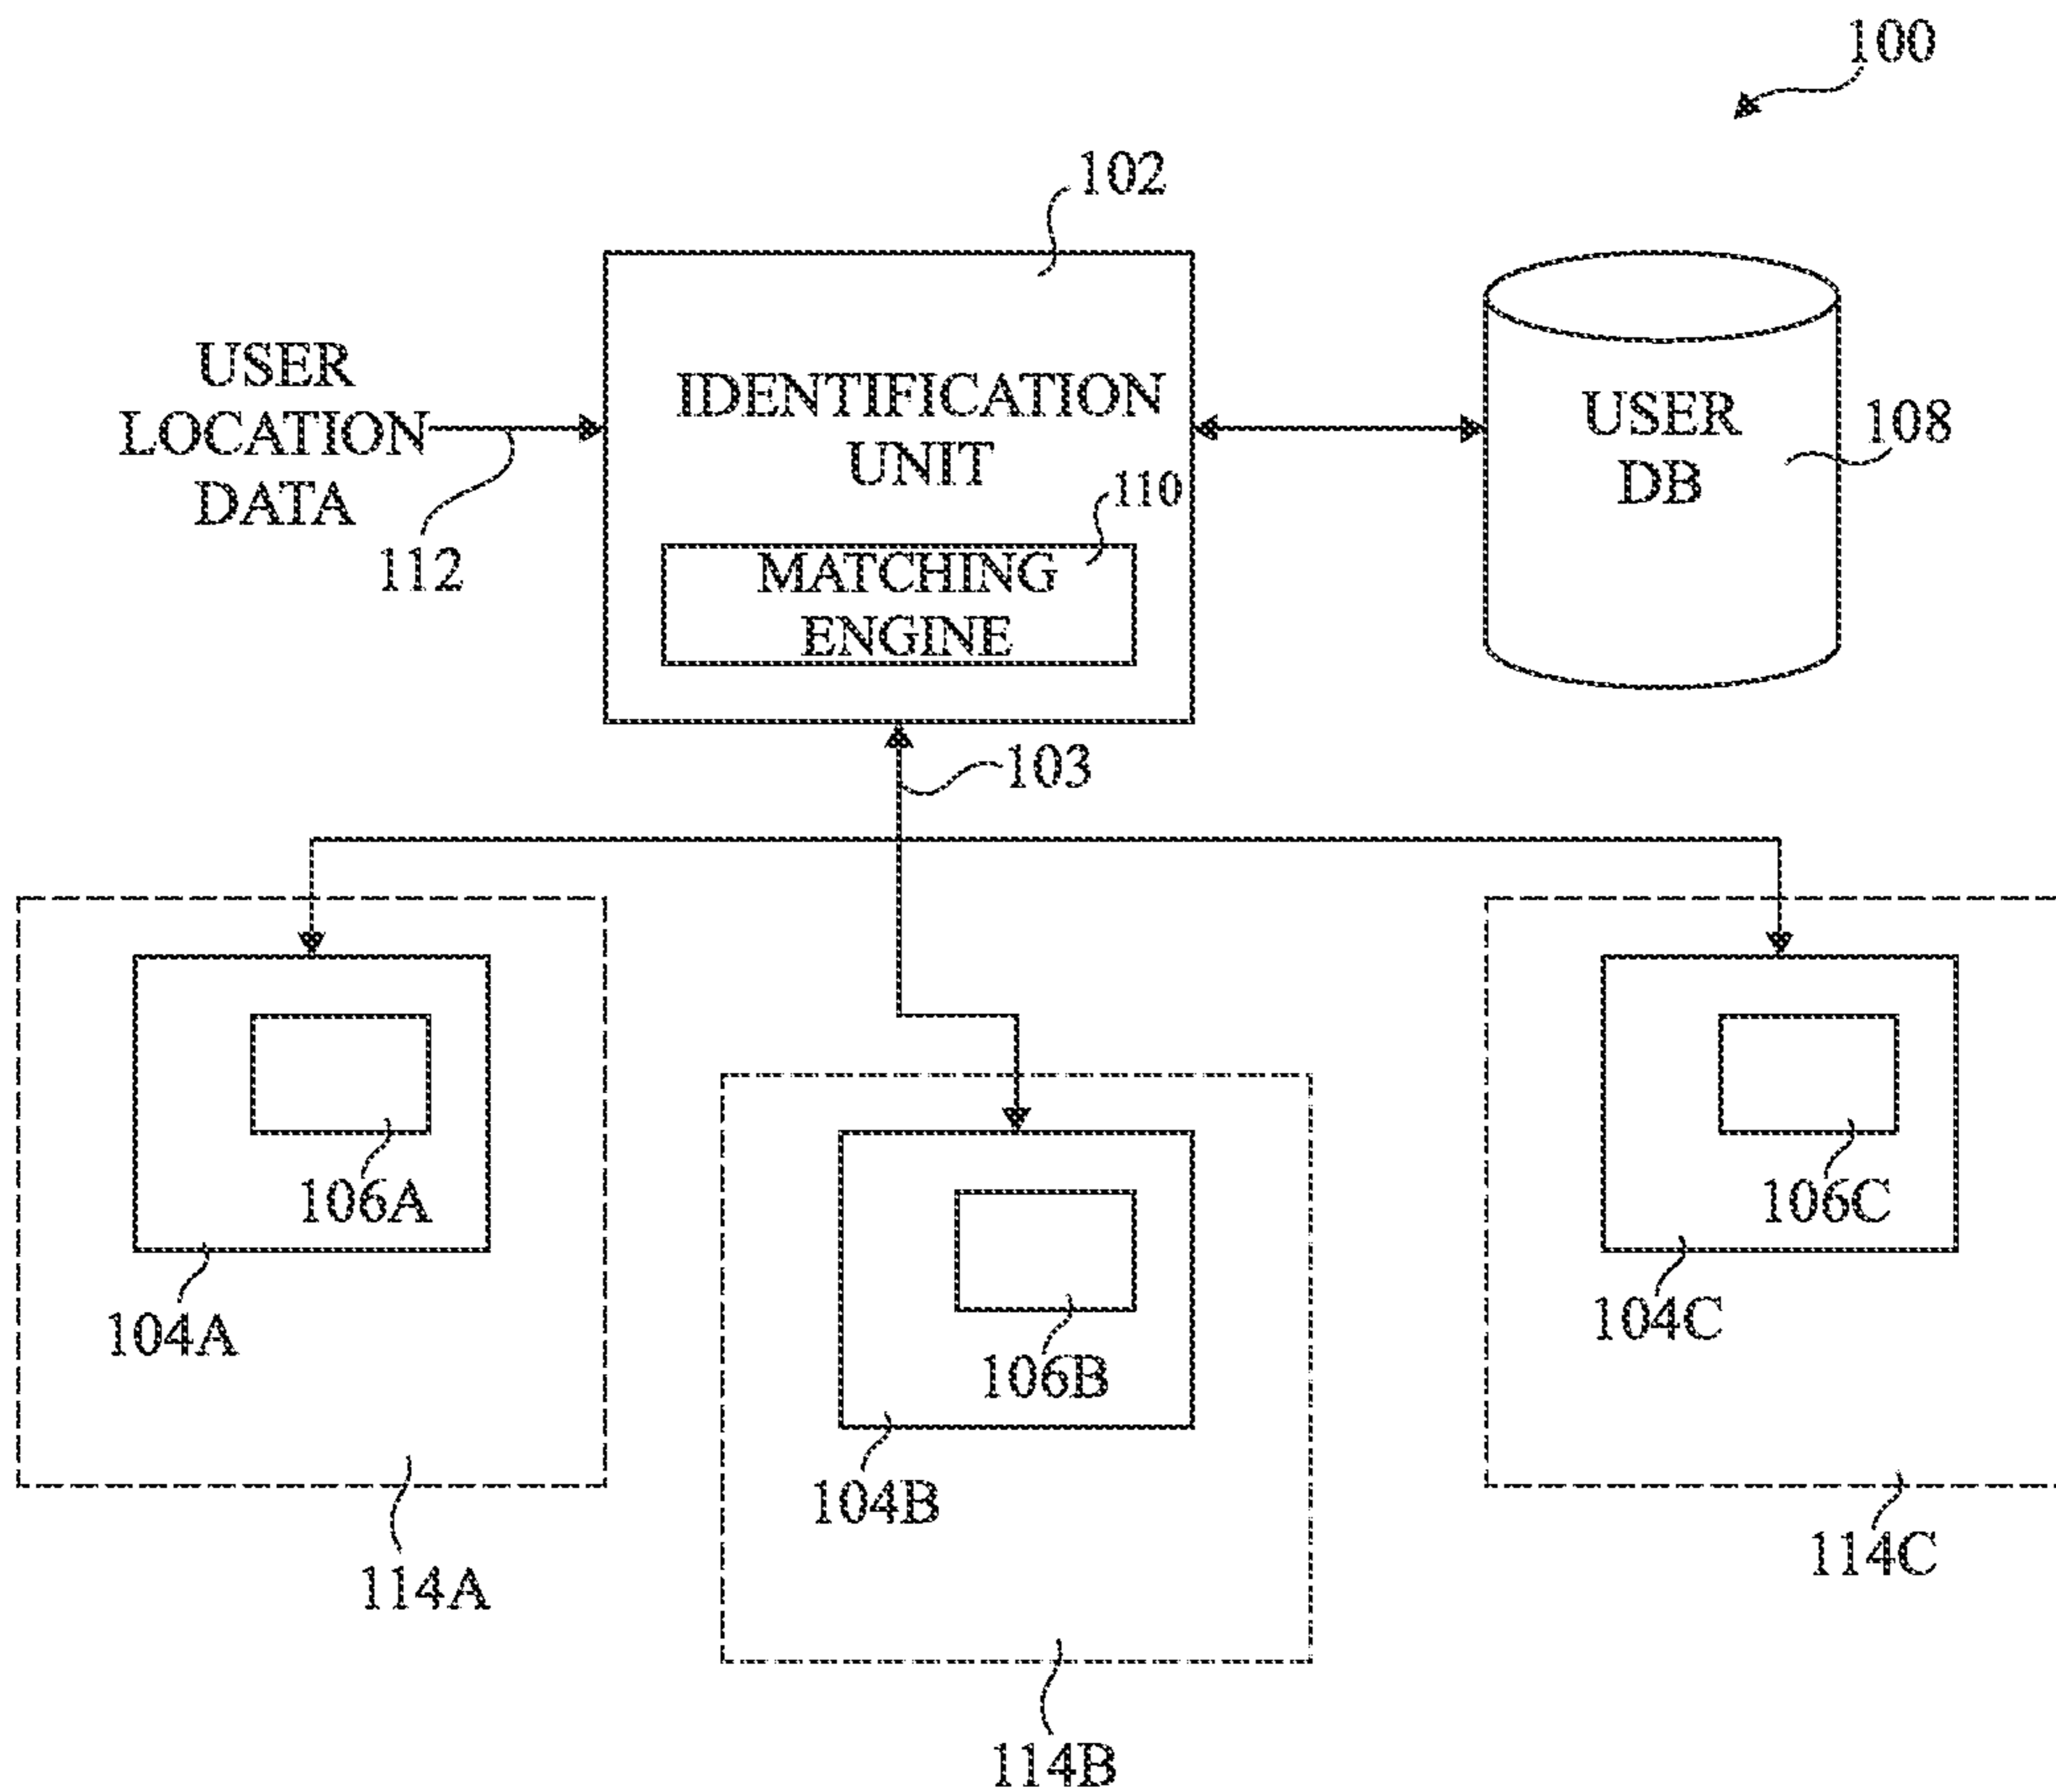 100
102
USER
LOCATION
DATA
112
IDENTIFICATION
UNIT
110
MATCHING
ENGINE
USER
DB
108
103
106A
104A
114A
106B
104B
114B
106C
104C
114C